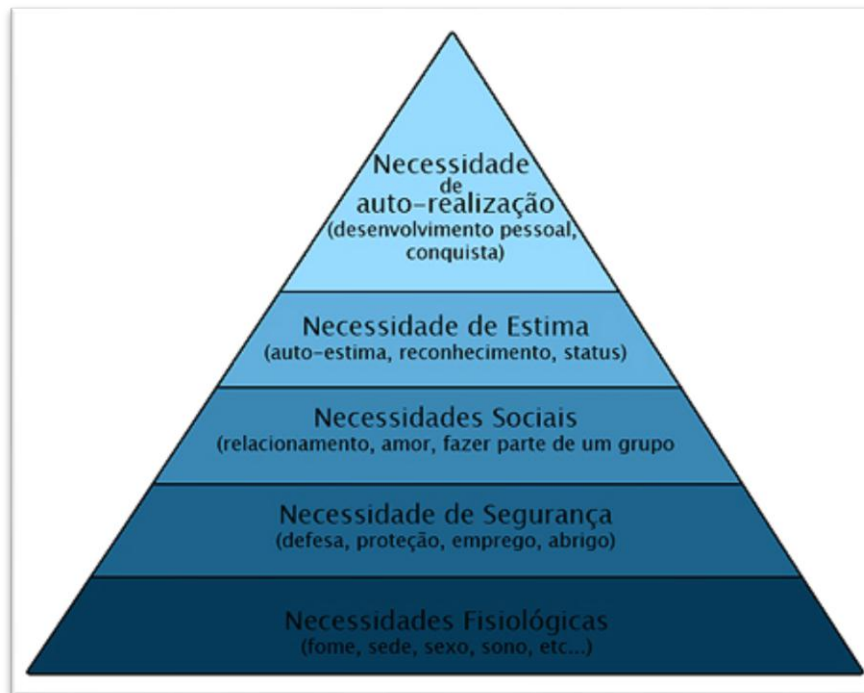 Necessidade
de
auto-realização
(desenvolvimento pessoal,
conquista)
Necessidade de Estima
(auto-estima, reconhecimento, status)
Necessidades Sociais
(relacionamento, amor, fazer parte de um grupo
Necessidade de Segurança
(defesa, proteção, emprego, abrigo)
Necessidades Fisiológicas
(fome, sede, sexo, sono, etc...)